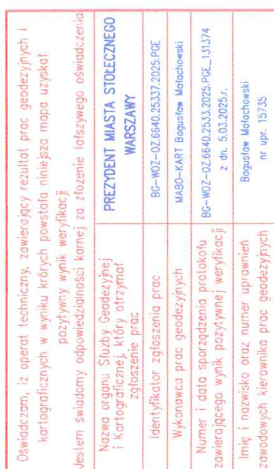 Oświadczam, iż operat techniczny, zawierający rezultat prac geodezyjnych i
kartograficznych w wyniku których powstała niniejsza mapa uzyskał
pozytywny wynik weryfikacji
Jestem świadomy odpowiedzialności karnej za złożenie fałszywego oświadczenia
Nazwa organu Służby Geodezyjnej
i Kartograficznej, który otrzymał
zgłoszenie prac
PREZYDENT MIASTA STOŁECZNEGO
WARSZAWY
Identyfikator zgłoszenia prac
BG-WOZ-OZ.6640.25337.2025.PGE
Wykonawca prac geodezyjnych
MABO-KART Bogusław Małachowski
Numer i data sporządzenia protokołu
zawierającego wynik pozytywnej weryfikacji
BG-WOZ-OZ.6640.2533.2025.PGE_131374
z dn. 5.03.2025.r.
Imię i nazwisko oraz numer uprawnień
zawodowych kierownika prac geodezyjnych
Bogusław Małachowski
nr upr. 15735